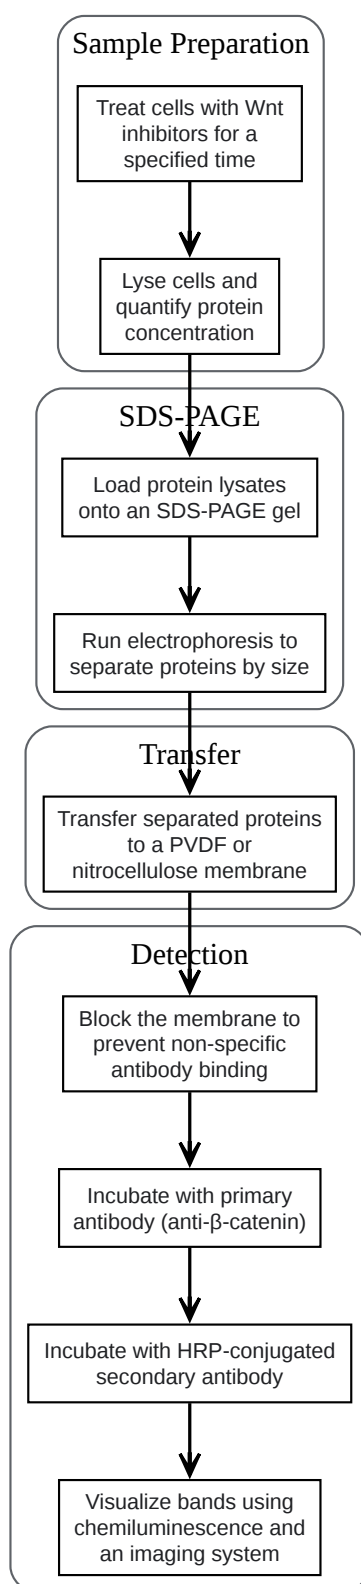 Sample Preparation
Treat cells with Wnt
inhibitors for a
specified time
Lyse cells and
quantify protein
concentration
SDS-PAGE
Load protein lysates
onto an SDS-PAGE gel
Run electrophoresis to
separate proteins by size
Transfer
Transfer separated proteins
to a PVDF or
nitrocellulose membrane
Detection
Block the membrane to
prevent non-specific
antibody binding
Incubate with primary
antibody (anti-β-catenin)
Incubate with HRP-conjugated
secondary antibody
Visualize bands using
chemiluminescence and
an imaging system